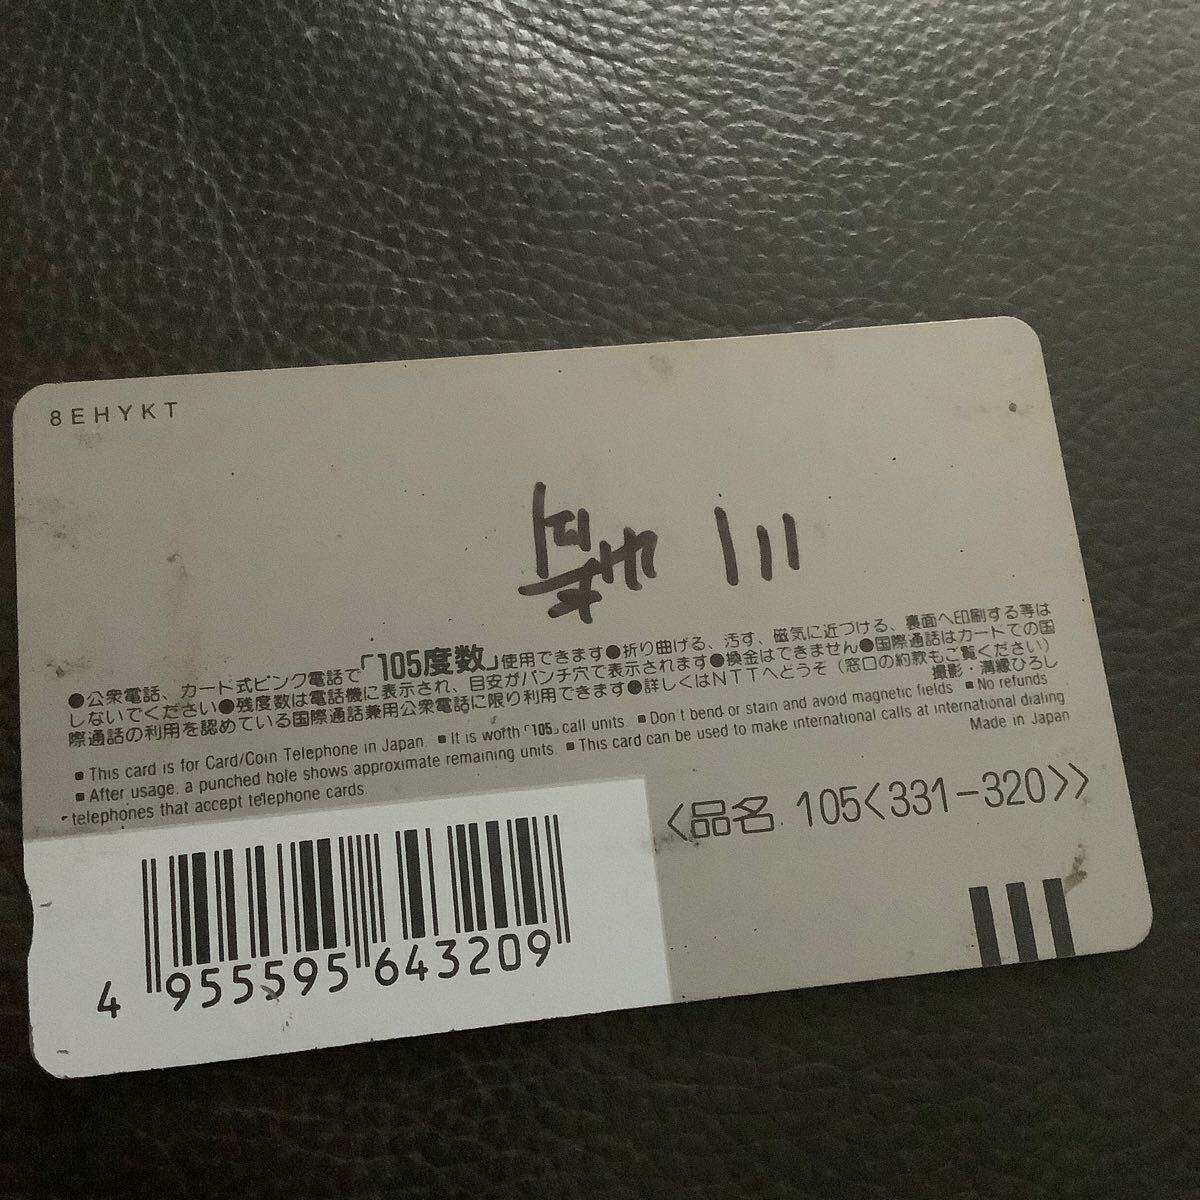 8EHYKT
●公衆電話、カード式ピンク電話で「105度数」使用できます●折り曲げる、汚す、磁気に近づける、裏面へ印刷する等は
しないでください●残度数は電話機に表示され、目安がパンチ穴で表示されます●換金はできません●国際通話はカードでの国
際通話の利用を認めている国際通話兼用公衆電話に限り利用できます●詳しくはNTTへどうぞ(窓口の約款もご覧ください)
撮影・溝縁ひろし
■This card is for Card/Coin Telephone in Japan. ■It is worth「105」call units. ■Don't bend or stain and avoid magnetic fields ■No refunds
■After usage, a punched hole shows approximate remaining units. ■This card can be used to make international calls at international dialing
telephones that accept telephone cards
Made in Japan
<品名 105<331-320>>
4 955595 643209